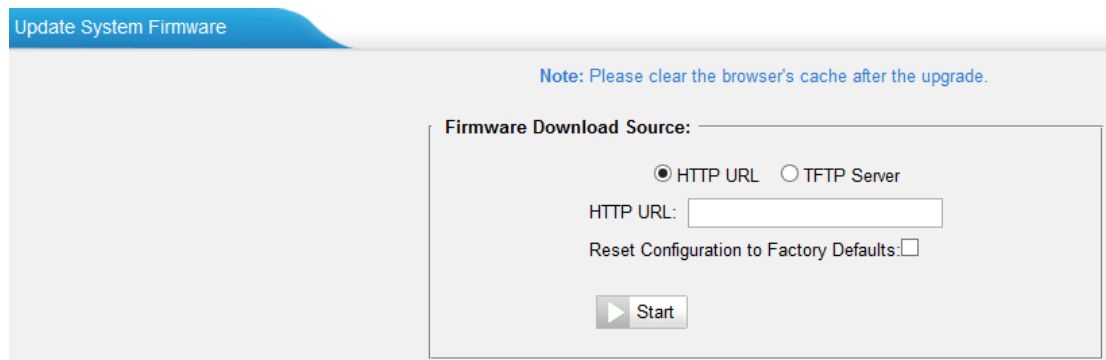 Update System Firmware
Note: Please clear the browser's cache after the upgrade.
Firmware Download Source:
HTTP URL TFTP Server
HTTP URL:
Reset Configuration to Factory Defaults:
Start